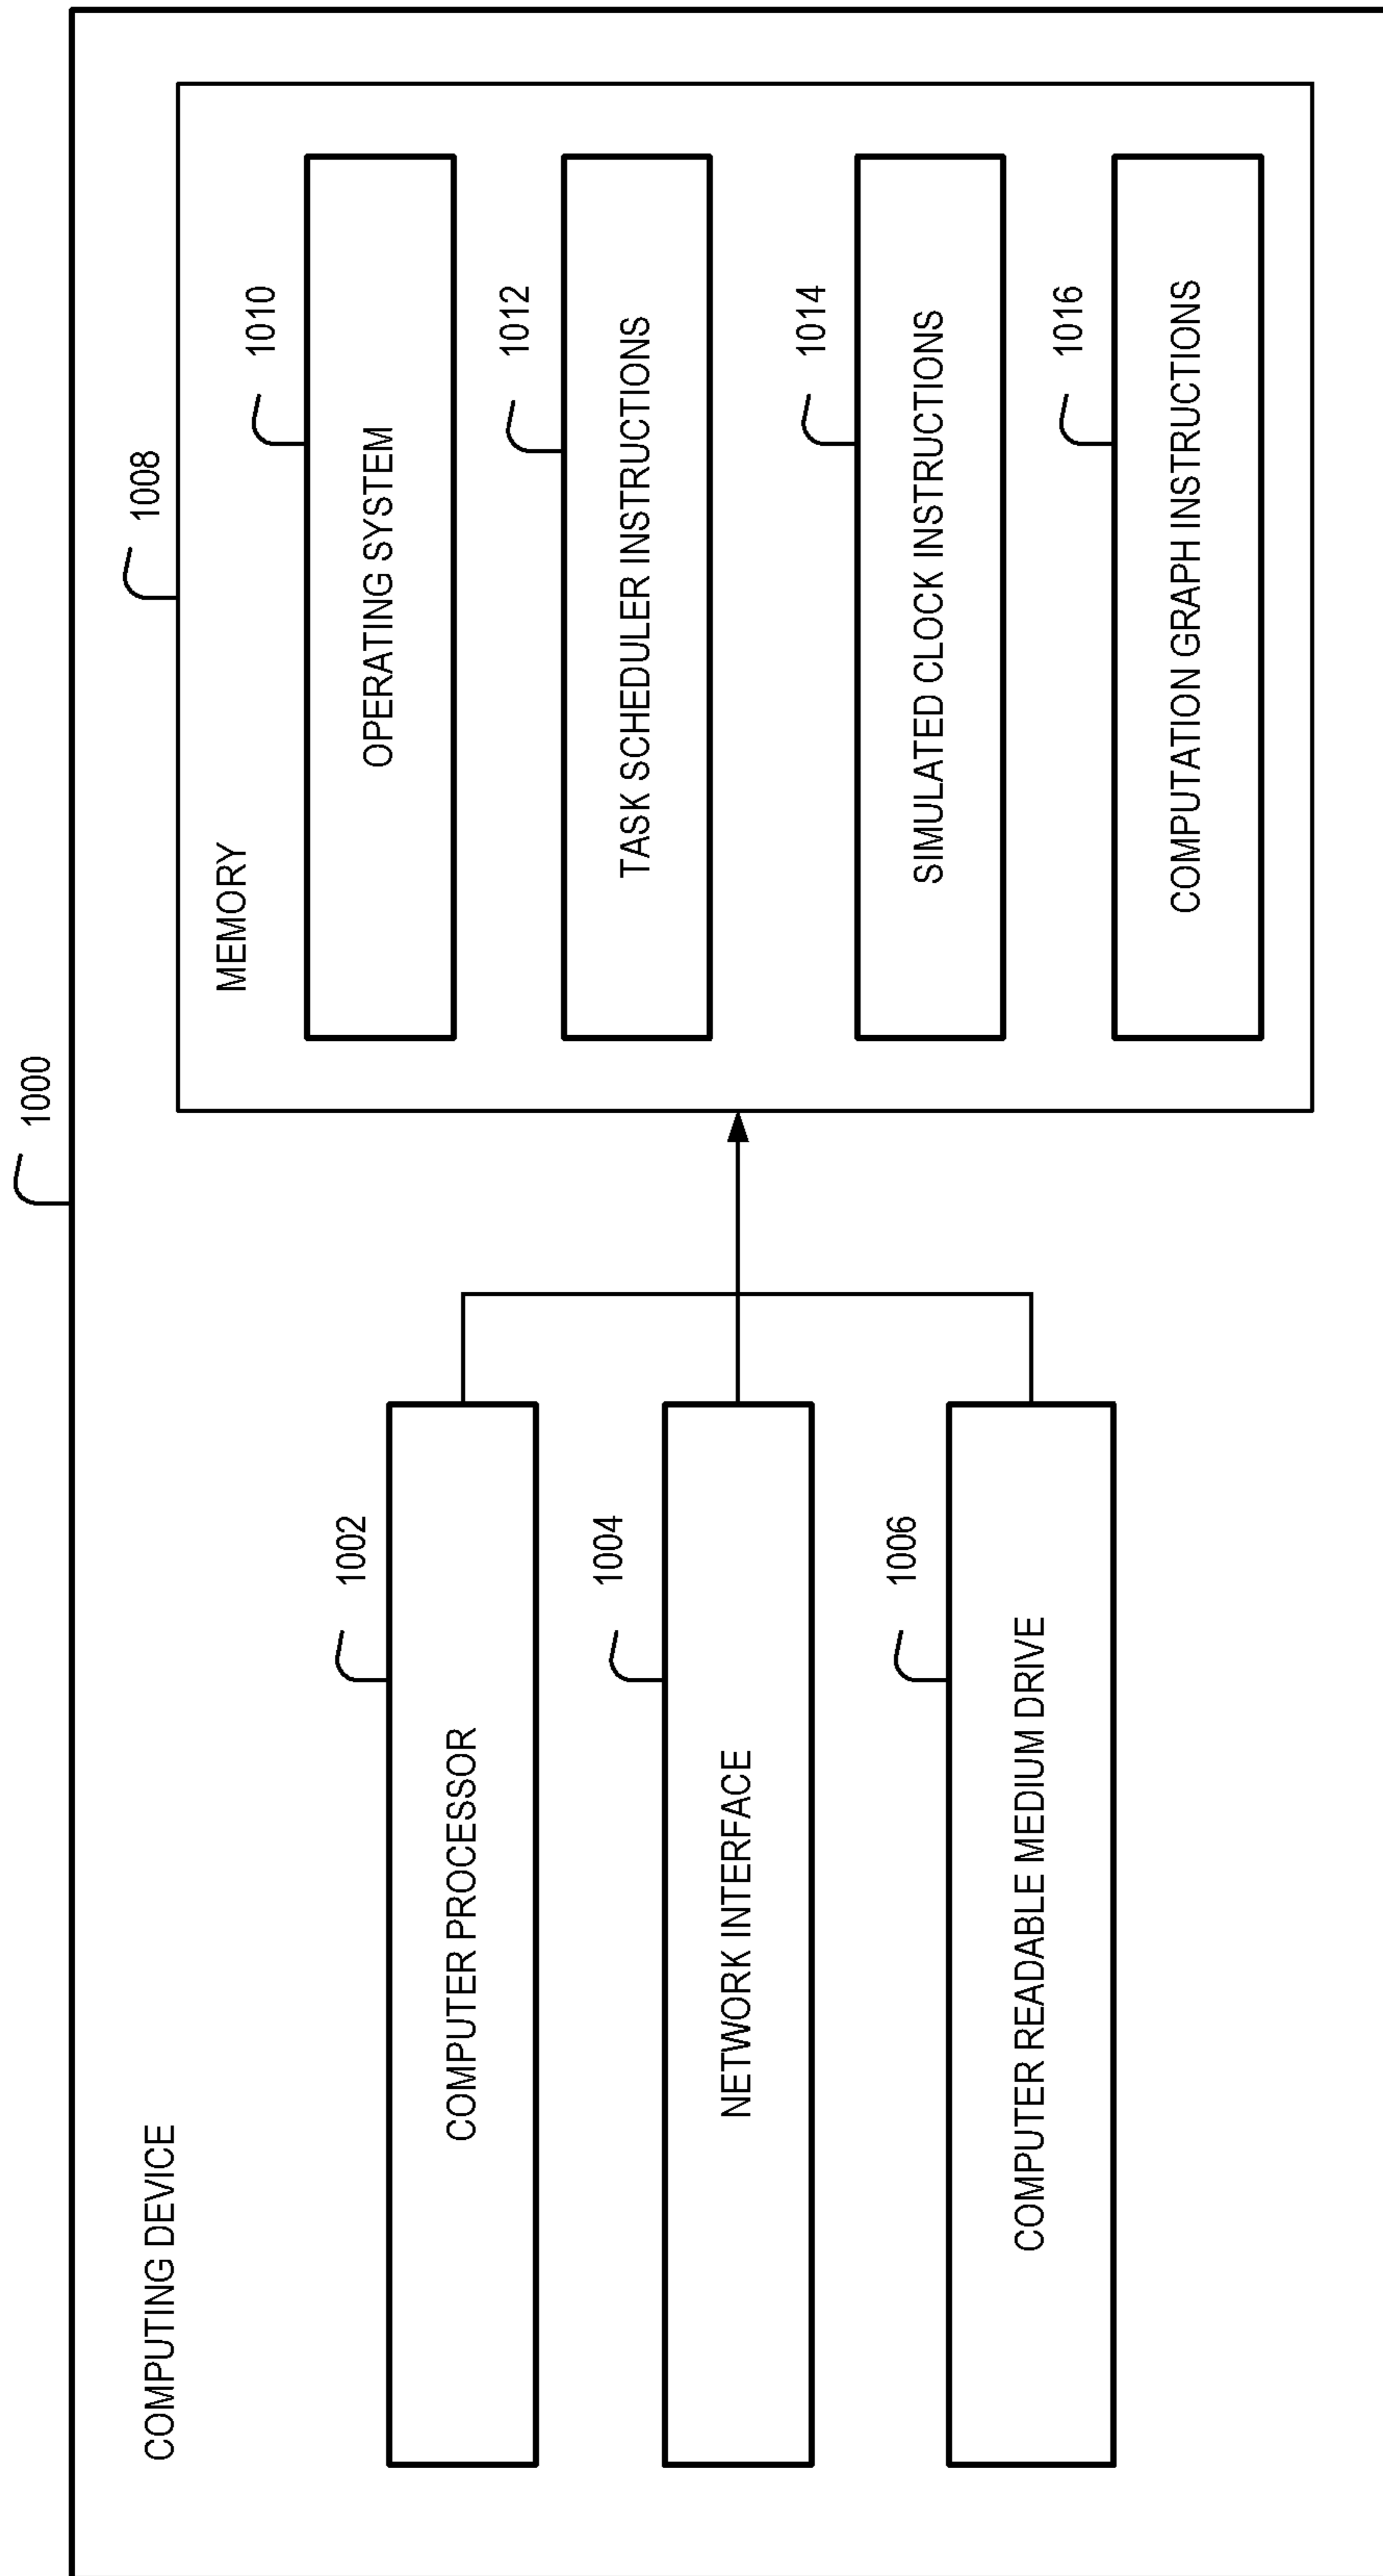 1000
COMPUTING DEVICE
1002
COMPUTER PROCESSOR
1004
NETWORK INTERFACE
1006
COMPUTER READABLE MEDIUM DRIVE
1008
MEMORY
1010
OPERATING SYSTEM
1012
TASK SCHEDULER INSTRUCTIONS
1014
SIMULATED CLOCK INSTRUCTIONS
1016
COMPUTATION GRAPH INSTRUCTIONS